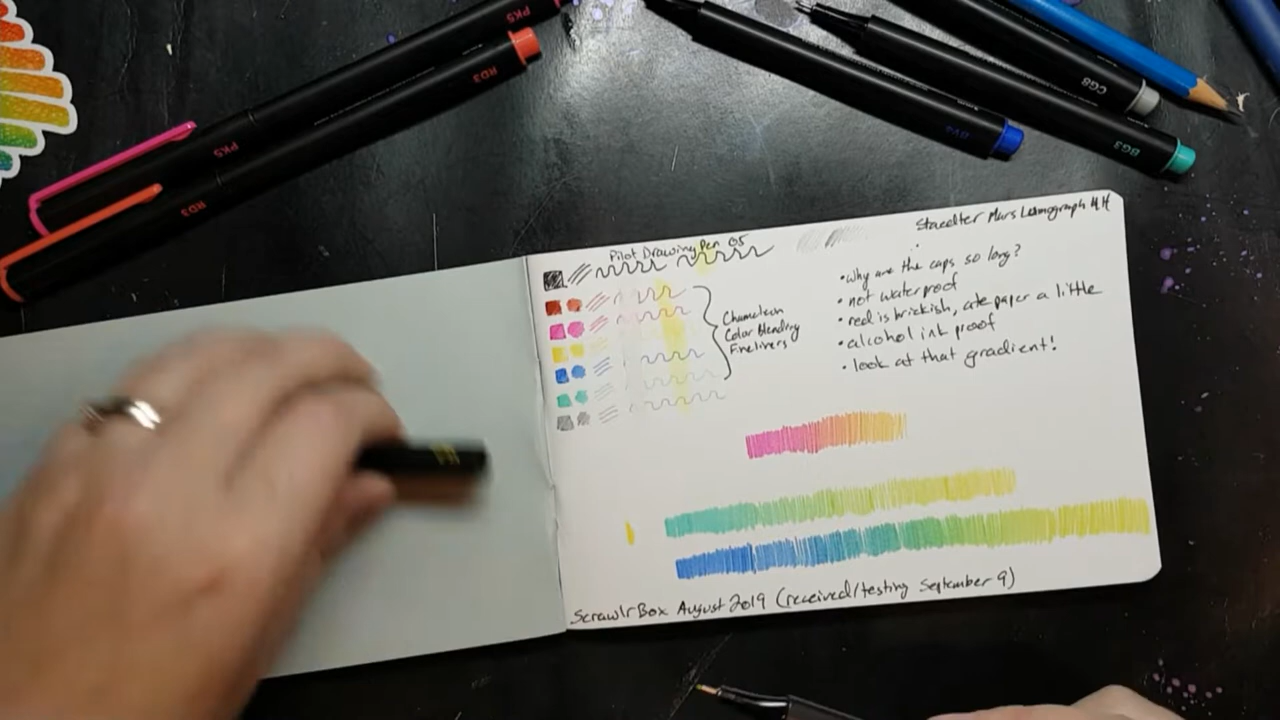 PK5
PK5
RD3
RD3
CG8
BG3
Staedtler Mars Lumograph 4H
Pilot Drawing Pen 05
Chameleon
Color Blending
Fineliners
• why are the caps so long?
• not waterproof
• red is brickish, ate paper a little
• alcohol ink proof
• look at that gradient!
ScrawlrBox August 2019 (received/testing September 9)